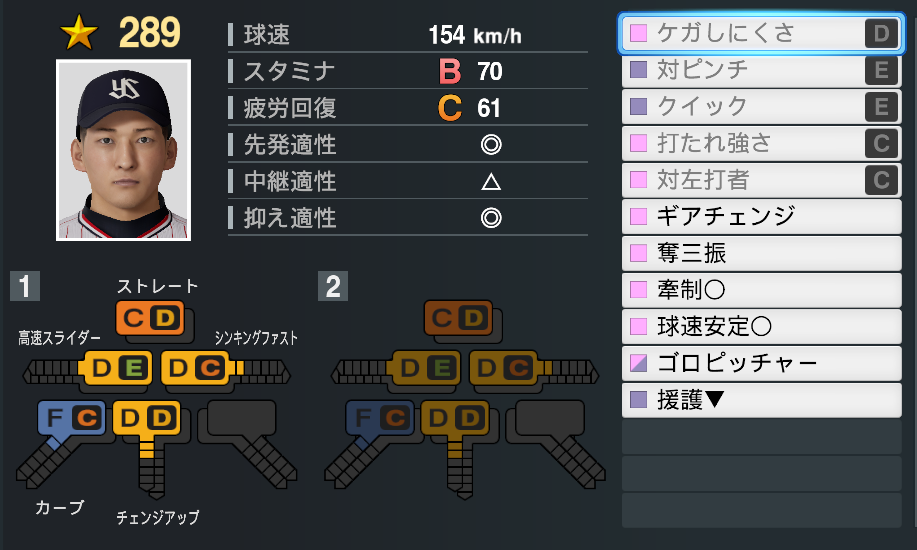 289
YS
球速 154 km/h
スタミナ B 70
疲労回復 C 61
先発適性 ◎
中継適性 △
抑え適性 ◎
ケガしにくさ D
対ピンチ E
クイック E
打たれ強さ C
対左打者 C
ギアチェンジ
奪三振
牽制〇
球速安定〇
ゴロピッチャー
援護▼
1
ストレート
C D
高速スライダー
シンキングファスト
D E D C
F C D D
カーブ
チェンジアップ
2
C D
D E D C
F C D D